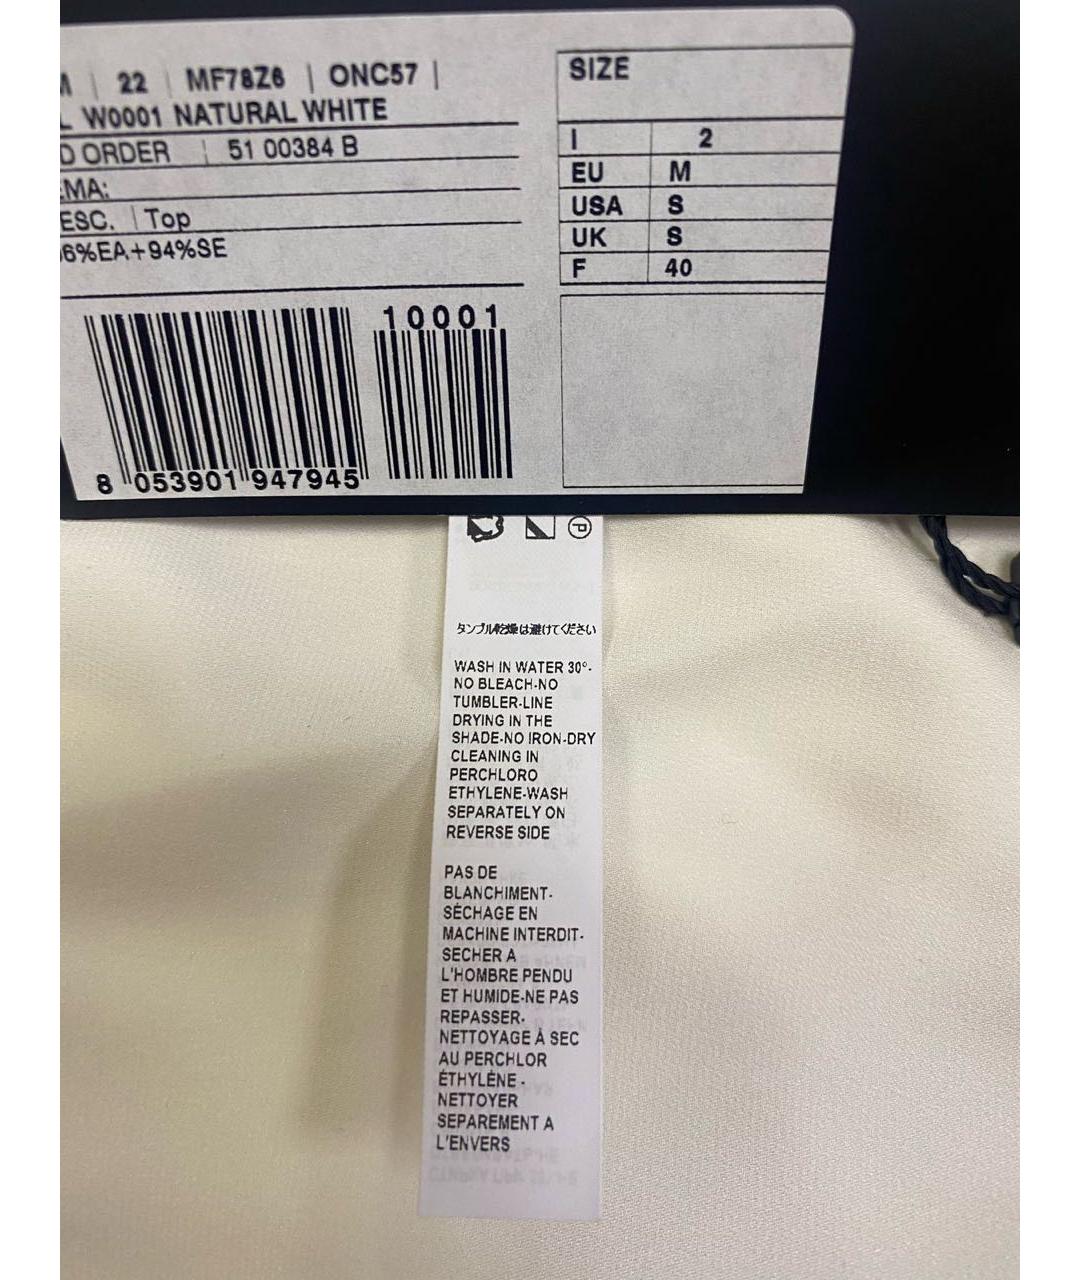 22 | MF78Z6 | ONC57 |
W0001 NATURAL WHITE
ORDER | 51 00384 B
EMA:
ESC. | Top
6%EA+94%SE
10001
8 053901 947945
SIZE
I 2
EU M
USA S
UK S
F 40
P
タンブル乾燥は避けてください
WASH IN WATER 30°-
NO BLEACH-NO
TUMBLER-LINE
DRYING IN THE
SHADE-NO IRON-DRY
CLEANING IN
PERCHLORO
ETHYLENE-WASH
SEPARATELY ON
REVERSE SIDE
PAS DE
BLANCHIMENT-
SÉCHAGE EN
MACHINE INTERDIT-
SECHER A
L'HOMBRE PENDU
ET HUMIDE-NE PAS
REPASSER-
NETTOYAGE À SEC
AU PERCHLOR
ÉTHYLÈNE -
NETTOYER
SEPAREMENT A
L'ENVERS